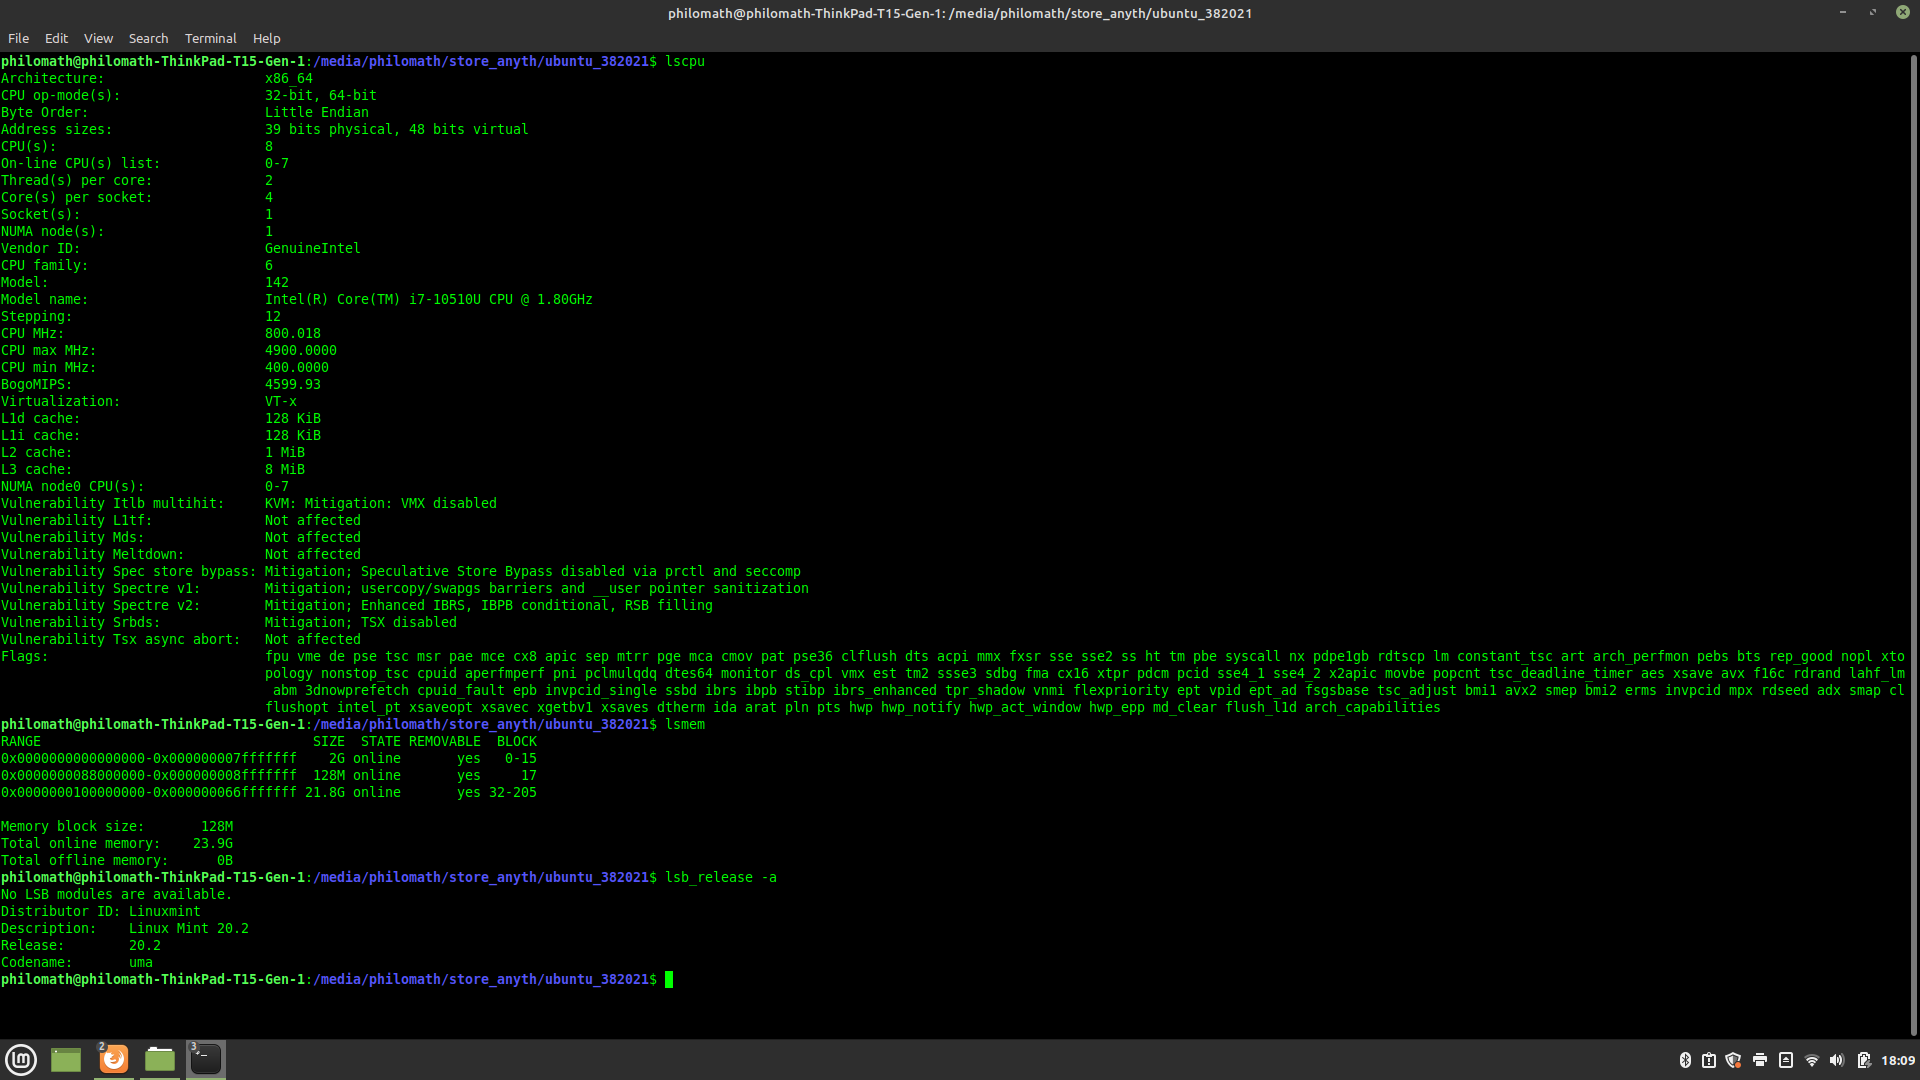 philomath@philomath-ThinkPad-T15-Gen-1: /media/philomath/store_anyth/ubuntu_382021
File Edit View Search Terminal Help
philomath@philomath-ThinkPad-T15-Gen-1:/media/philomath/store_anyth/ubuntu_382021$ lscpu
Architecture: x86_64
CPU op-mode(s): 32-bit, 64-bit
Byte Order: Little Endian
Address sizes: 39 bits physical, 48 bits virtual
CPU(s): 8
On-line CPU(s) list: 0-7
Thread(s) per core: 2
Core(s) per socket: 4
Socket(s): 1
NUMA node(s): 1
Vendor ID: GenuineIntel
CPU family: 6
Model: 142
Model name: Intel(R) Core(TM) i7-10510U CPU @ 1.80GHz
Stepping: 12
CPU MHz: 800.018
CPU max MHz: 4900.0000
CPU min MHz: 400.0000
BogoMIPS: 4599.93
Virtualization: VT-x
L1d cache: 128 KiB
L1i cache: 128 KiB
L2 cache: 1 MiB
L3 cache: 8 MiB
NUMA node0 CPU(s): 0-7
Vulnerability Itlb multihit: KVM: Mitigation: VMX disabled
Vulnerability L1tf: Not affected
Vulnerability Mds: Not affected
Vulnerability Meltdown: Not affected
Vulnerability Spec store bypass: Mitigation; Speculative Store Bypass disabled via prctl and seccomp
Vulnerability Spectre v1: Mitigation; usercopy/swapgs barriers and __user pointer sanitization
Vulnerability Spectre v2: Mitigation; Enhanced IBRS, IBPB conditional, RSB filling
Vulnerability Srbds: Mitigation; TSX disabled
Vulnerability Tsx async abort: Not affected
Flags: fpu vme de pse tsc msr pae mce cx8 apic sep mtrr pge mca cmov pat pse36 clflush dts acpi mmx fxsr sse sse2 ss ht tm pbe syscall nx pdpe1gb rdtscp lm constant_tsc art arch_perfmon pebs bts rep_good nopl xto
pology nonstop_tsc cpuid aperfmperf pni pclmulqdq dtes64 monitor ds_cpl vmx est tm2 ssse3 sdbg fma cx16 xtpr pdcm pcid sse4_1 sse4_2 x2apic movbe popcnt tsc_deadline_timer aes xsave avx f16c rdrand lahf_lm
abm 3dnowprefetch cpuid_fault epb invpcid_single ssbd ibrs ibpb stibp ibrs_enhanced tpr_shadow vnmi flexpriority ept vpid ept_ad fsgsbase tsc_adjust bmi1 avx2 smep bmi2 erms invpcid mpx rdseed adx smap cl
flushopt intel_pt xsaveopt xsavec xgetbv1 xsaves dtherm ida arat pln pts hwp hwp_notify hwp_act_window hwp_epp md_clear flush_l1d arch_capabilities
philomath@philomath-ThinkPad-T15-Gen-1:/media/philomath/store_anyth/ubuntu_382021$ lsmem
RANGE SIZE STATE REMOVABLE BLOCK
0x0000000000000000-0x000000007fffffff 2G online yes 0-15
0x0000000088000000-0x000000008fffffff 128M online yes 17
0x0000000100000000-0x000000066fffffff 21.8G online yes 32-205
Memory block size: 128M
Total online memory: 23.9G
Total offline memory: 0B
philomath@philomath-ThinkPad-T15-Gen-1:/media/philomath/store_anyth/ubuntu_382021$ lsb_release -a
No LSB modules are available.
Distributor ID: Linuxmint
Description: Linux Mint 20.2
Release: 20.2
Codename: uma
philomath@philomath-ThinkPad-T15-Gen-1:/media/philomath/store_anyth/ubuntu_382021$
2 3 18:09